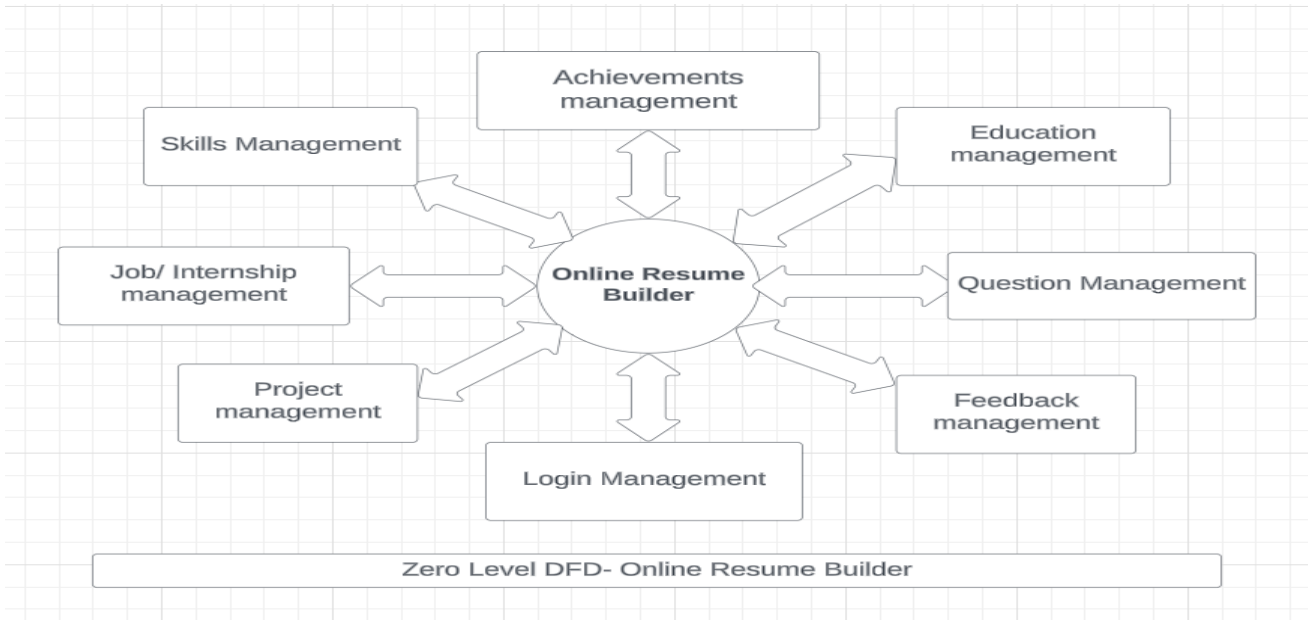 Achievements
management
Skills Management
Education
management
Job/ Internship
management
Online Resume
Builder
Question Management
Project
management
Feedback
management
Login Management
Zero Level DFD- Online Resume Builder